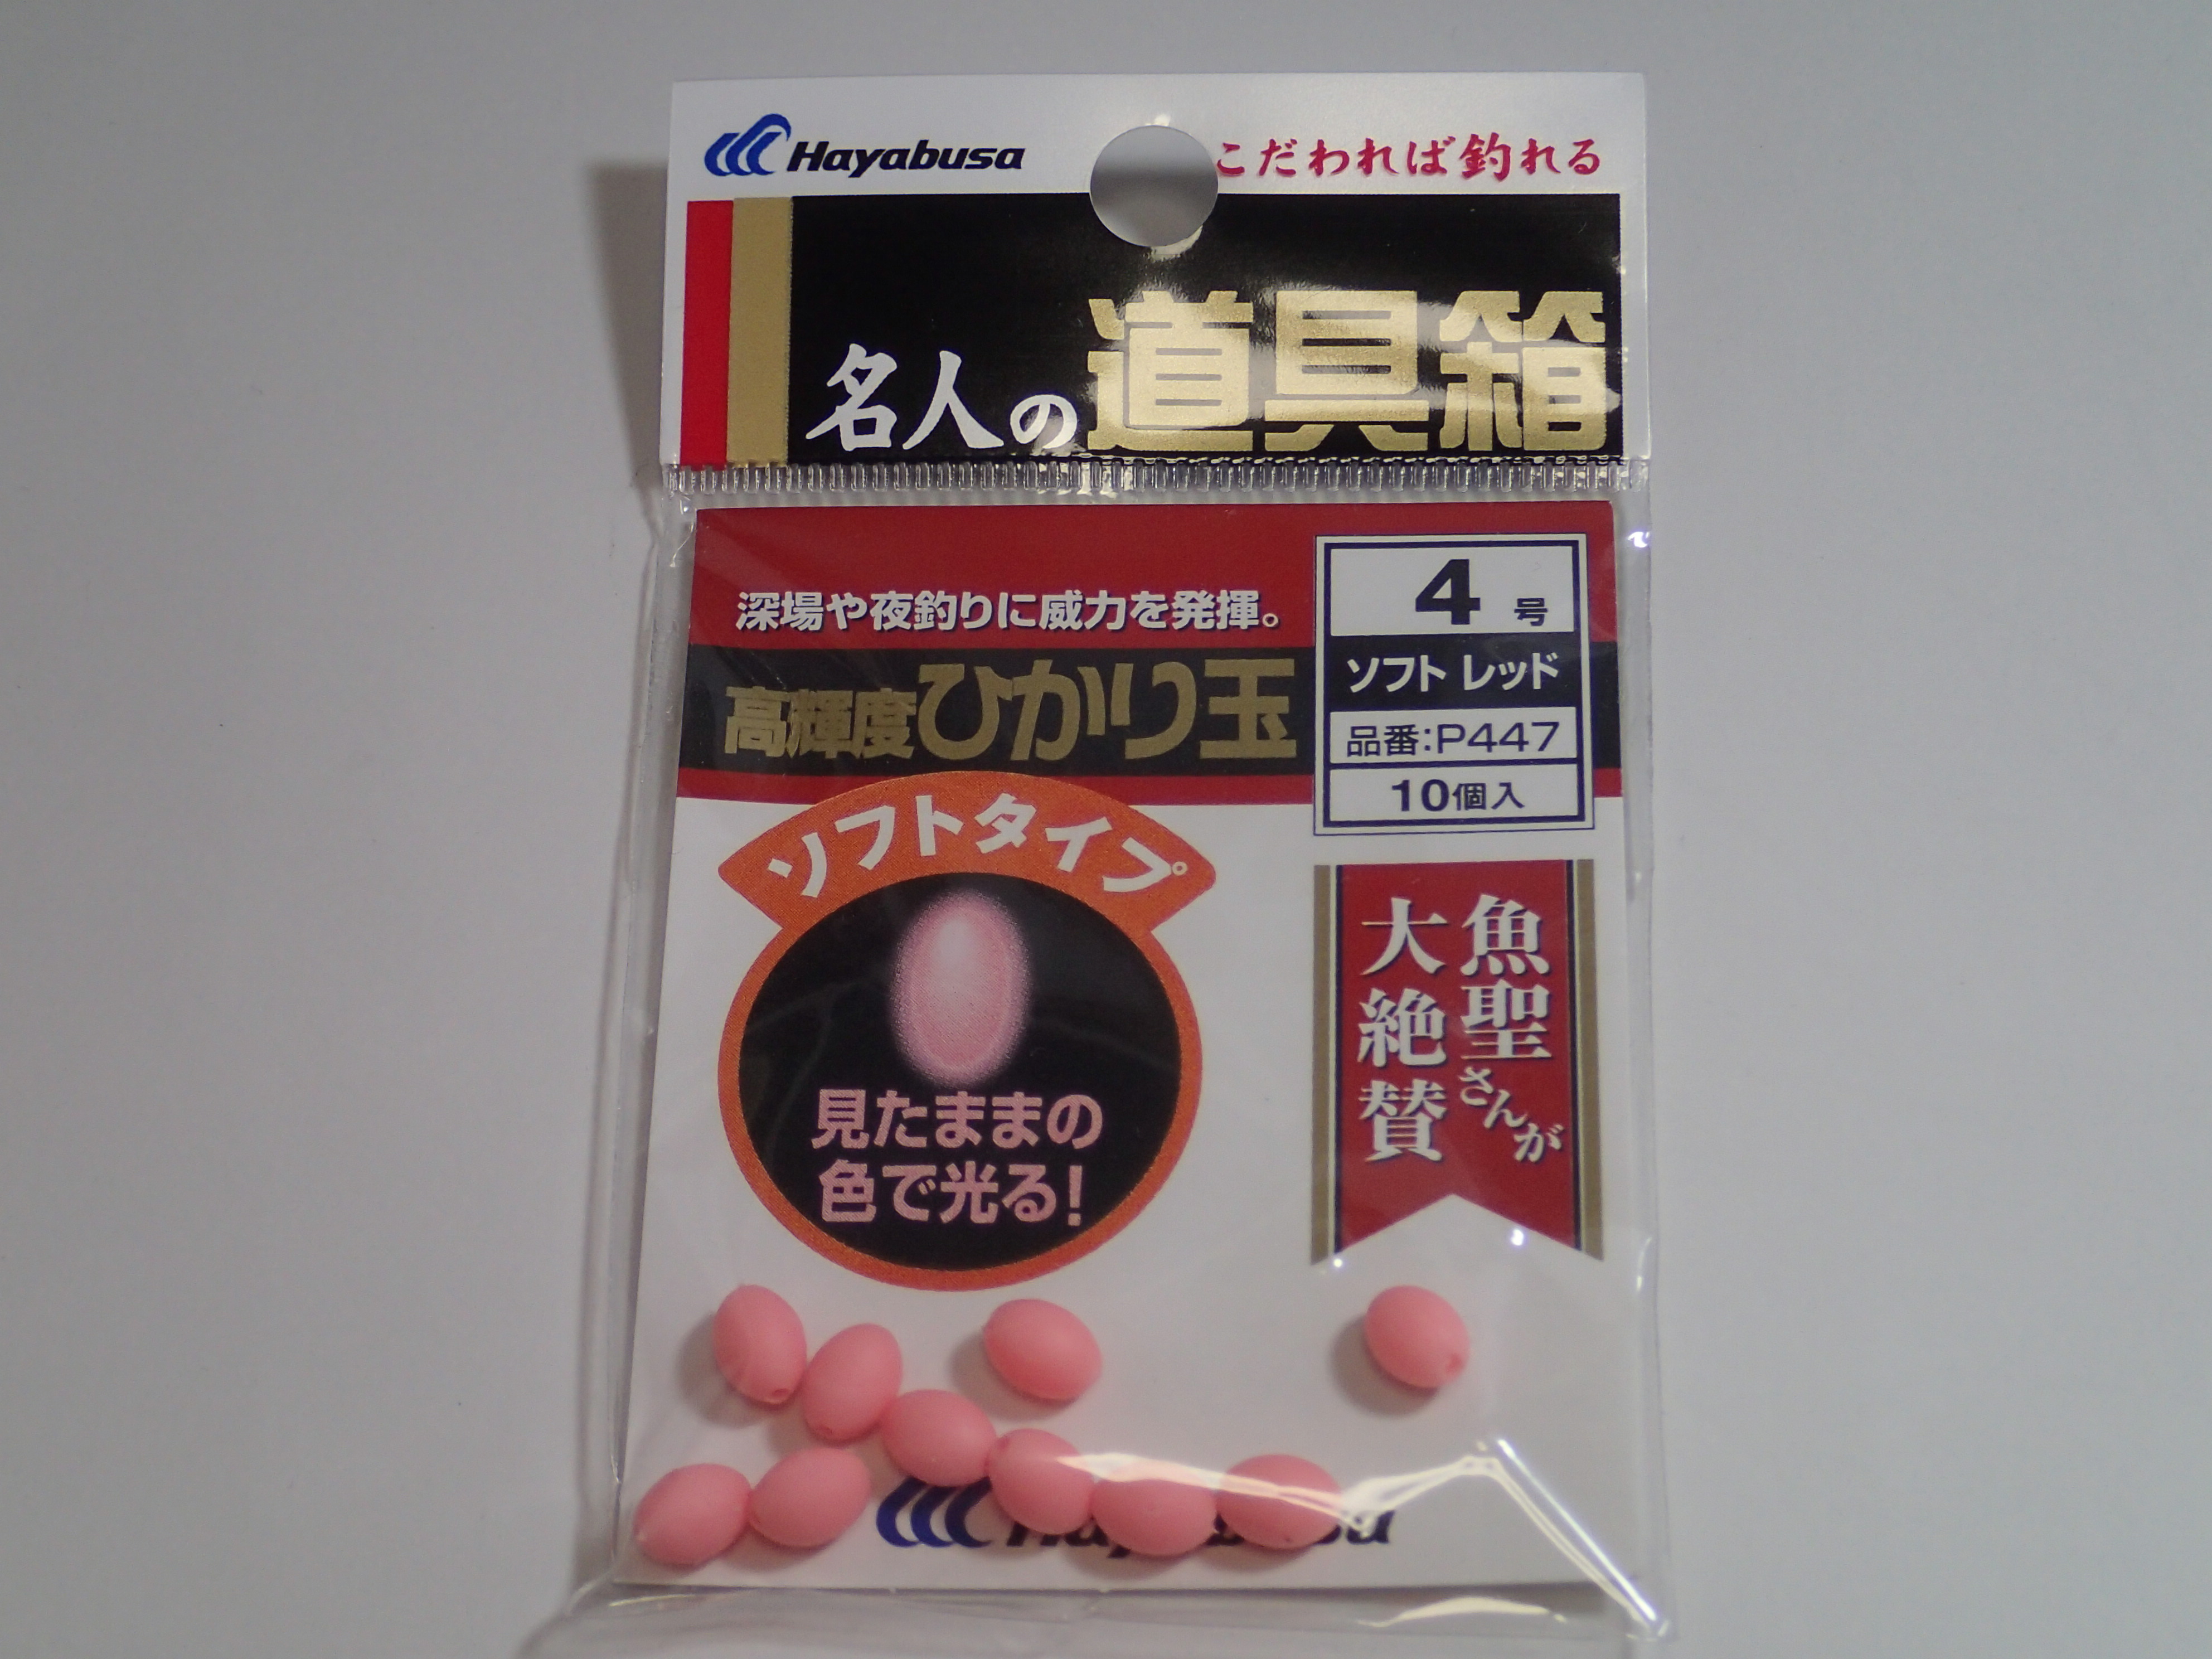 Hayabusa
こだわれば釣れる
名人の道具箱
深場や夜釣りに威力を発揮。
高輝度ひかり玉
4号
ソフト レッド
品番:P447
10個入
ソフトタイプ
見たままの
色で光る!
魚聖さんが
大絶賛